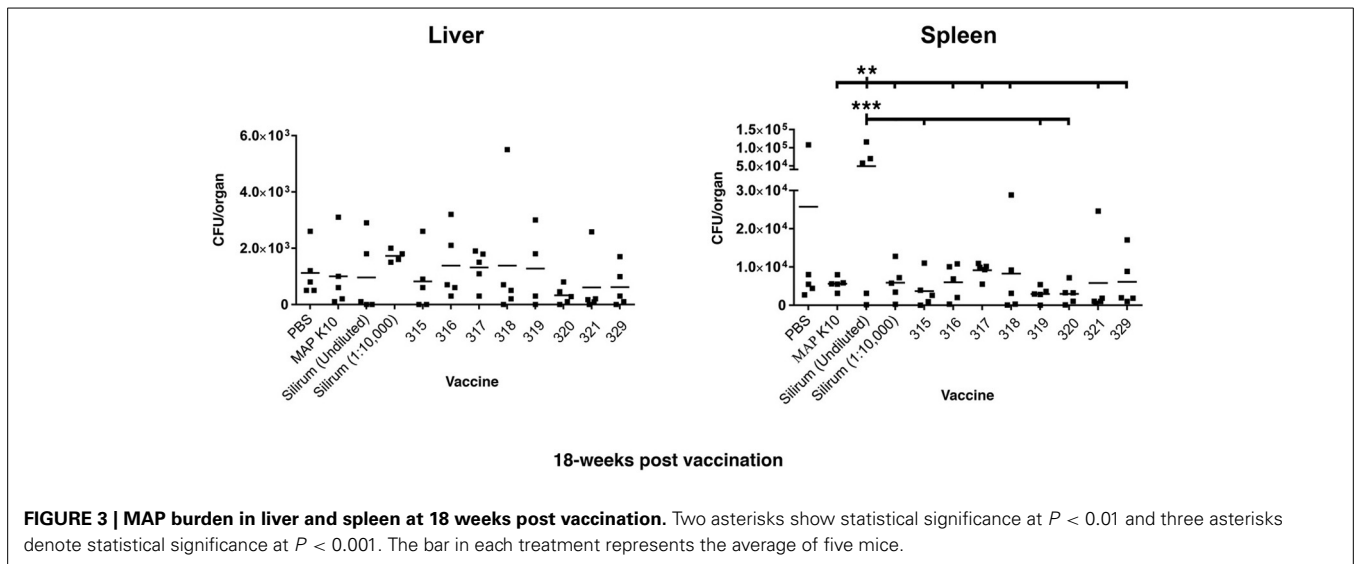 Liver
CFU/organ
6.0×10³
4.0×10³
2.0×10³
0
PBS
MAP K10
Silirum (Undiluted)
Silirum (1:10,000)
315
316
317
318
319
320
321
329
Vaccine
Spleen
**
***
CFU/organ
1.5×10⁵
1.0×10⁵
5.0×10⁴
3.0×10⁴
2.0×10⁴
1.0×10⁴
0
PBS
MAP K10
Silirum (Undiluted)
Silirum (1:10,000)
315
316
317
318
319
320
321
329
Vaccine
18-weeks post vaccination
FIGURE 3 | MAP burden in liver and spleen at 18 weeks post vaccination. Two asterisks show statistical significance at P < 0.01 and three asterisks
denote statistical significance at P < 0.001. The bar in each treatment represents the average of five mice.